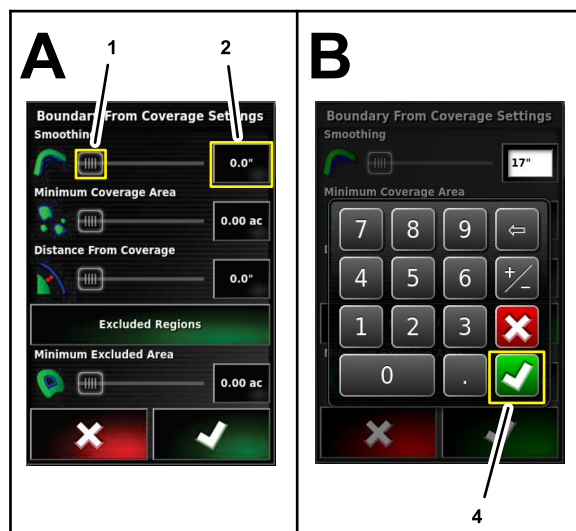 A
1
2
Boundary From Coverage Settings
Smoothing
0.0"
Minimum Coverage Area
0.00 ac
Distance From Coverage
0.0"
Excluded Regions
Minimum Excluded Area
0.00 ac
B
Boundary From Coverage Settings
Smoothing
17"
Minimum Coverage Area
7 8 9 ⇦
4 5 6 +/−
1 2 3
0 .
4